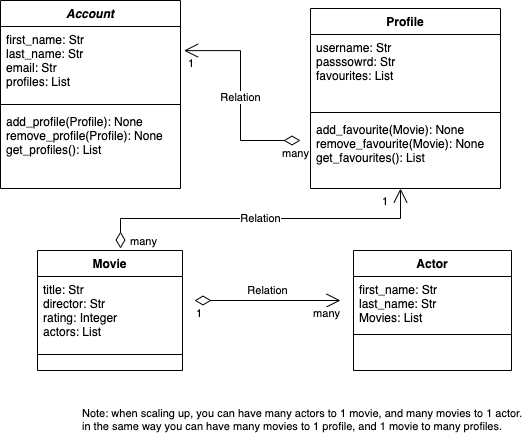 Account
first_name: Str
last_name: Str
email: Str
profiles: List
add_profile(Profile): None
remove_profile(Profile): None
get_profiles(): List
Profile
username: Str
passsowrd: Str
favourites: List
add_favourite(Movie): None
remove_favourite(Movie): None
get_favourites(): List
1
Relation
many
1
Relation
many
Movie
title: Str
director: Str
rating: Integer
actors: List
Relation
1
many
Actor
first_name: Str
last_name: Str
Movies: List
Note: when scaling up, you can have many actors to 1 movie, and many movies to 1 actor.
in the same way you can have many movies to 1 profile, and 1 movie to many profiles.